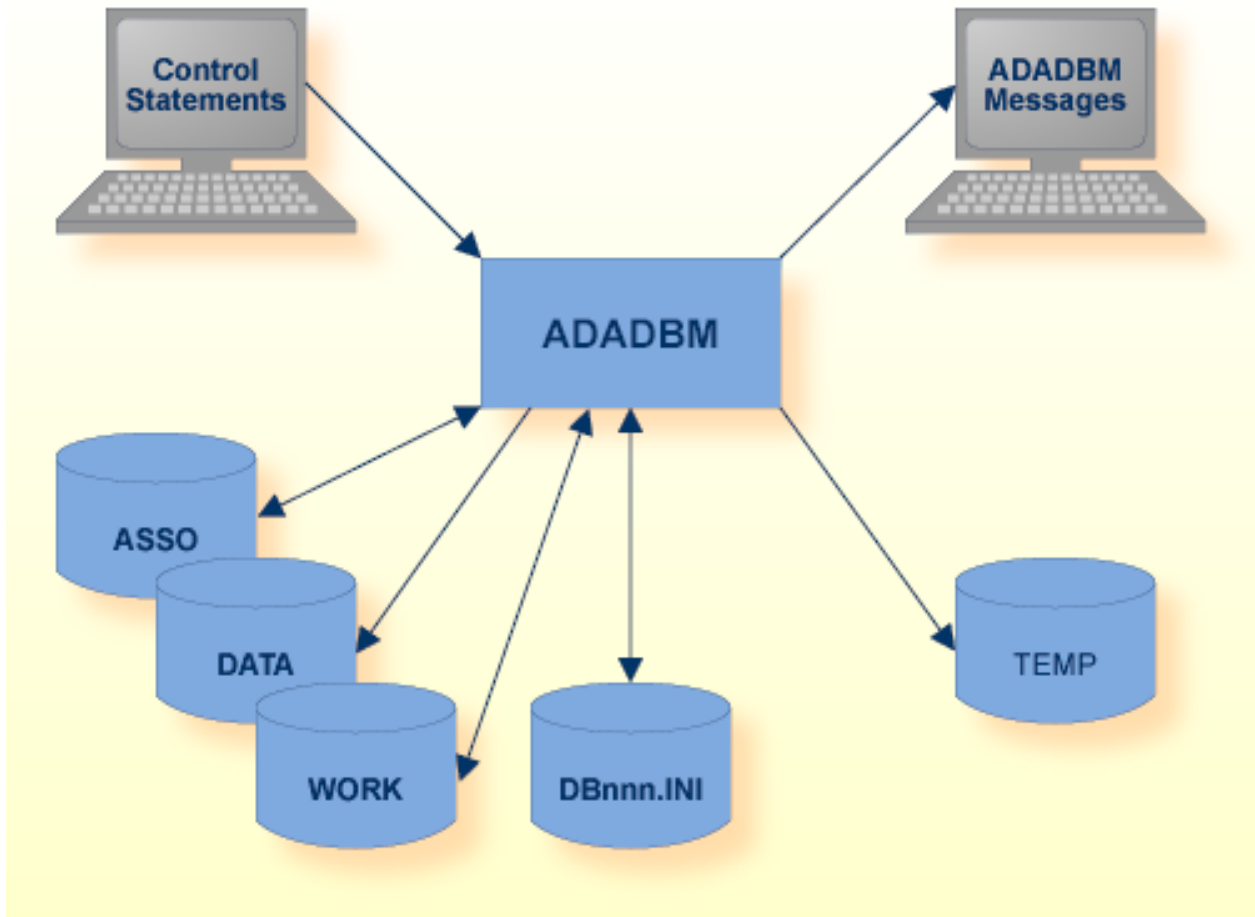 Control
Statements
ADADBM
Messages
ADADBM
ASSO
DATA
TEMP
WORK
DBnnn.INI